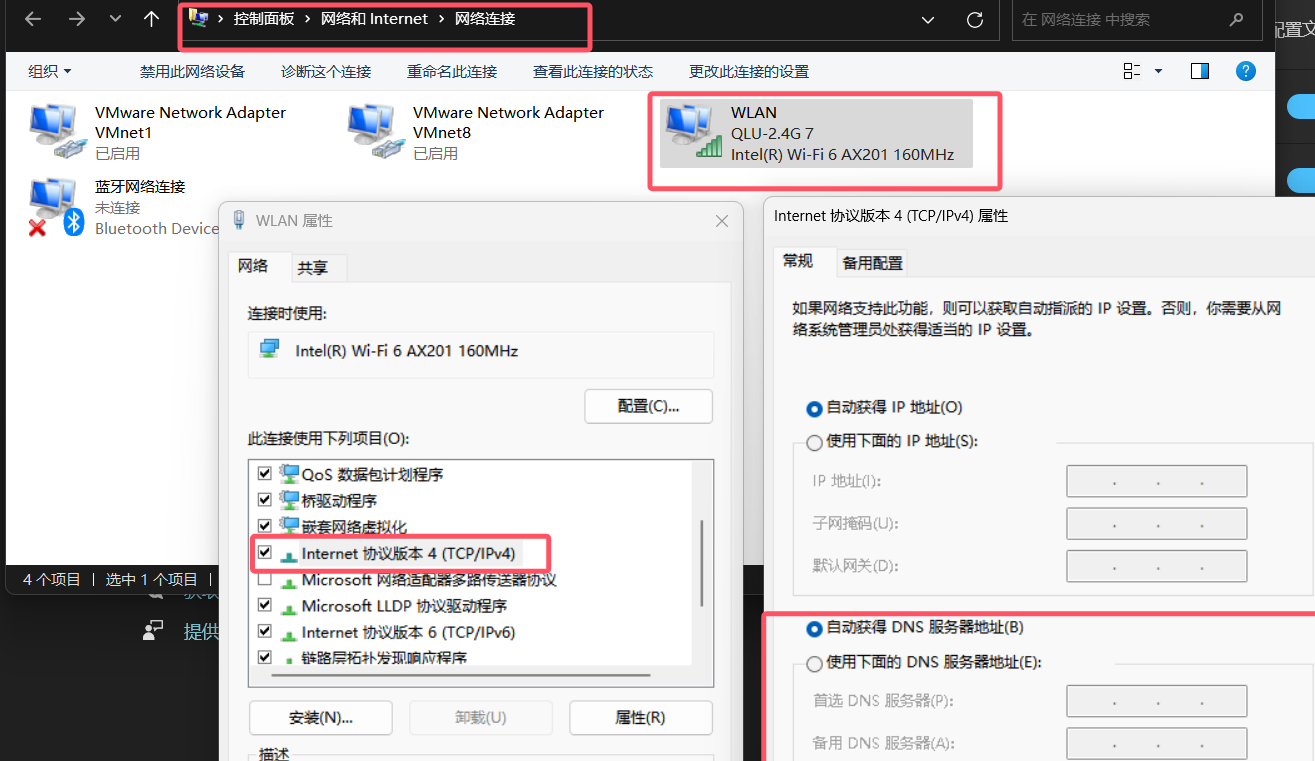 控制面板 › 网络和 Internet › 网络连接
在 网络连接 中搜索
配置文
组织
禁用此网络设备
诊断这个连接
重命名此连接
查看此连接的状态
更改此连接的设置
VMware Network Adapter
VMnet1
已启用
VMware Network Adapter
VMnet8
已启用
WLAN
QLU-2.4G 7
Intel(R) Wi-Fi 6 AX201 160MHz
蓝牙网络连接
未连接
Bluetooth Device
WLAN 属性
网络
共享
连接时使用:
Intel(R) Wi-Fi 6 AX201 160MHz
配置(C)...
此连接使用下列项目(O):
QoS 数据包计划程序
桥驱动程序
嵌套网络虚拟化
Internet 协议版本 4 (TCP/IPv4)
Microsoft 网络适配器多路传送器协议
Microsoft LLDP 协议驱动程序
Internet 协议版本 6 (TCP/IPv6)
链路层拓扑发现响应程序
安装(N)...
卸载(U)
属性(R)
描述
4 个项目
选中 1 个项目
获取
提供
Internet 协议版本 4 (TCP/IPv4) 属性
常规
备用配置
如果网络支持此功能，则可以获取自动指派的 IP 设置。否则，你需要从网
络系统管理员处获得适当的 IP 设置。
自动获得 IP 地址(O)
使用下面的 IP 地址(S):
IP 地址(I):
子网掩码(U):
默认网关(D):
自动获得 DNS 服务器地址(B)
使用下面的 DNS 服务器地址(E):
首选 DNS 服务器(P):
备用 DNS 服务器(A):